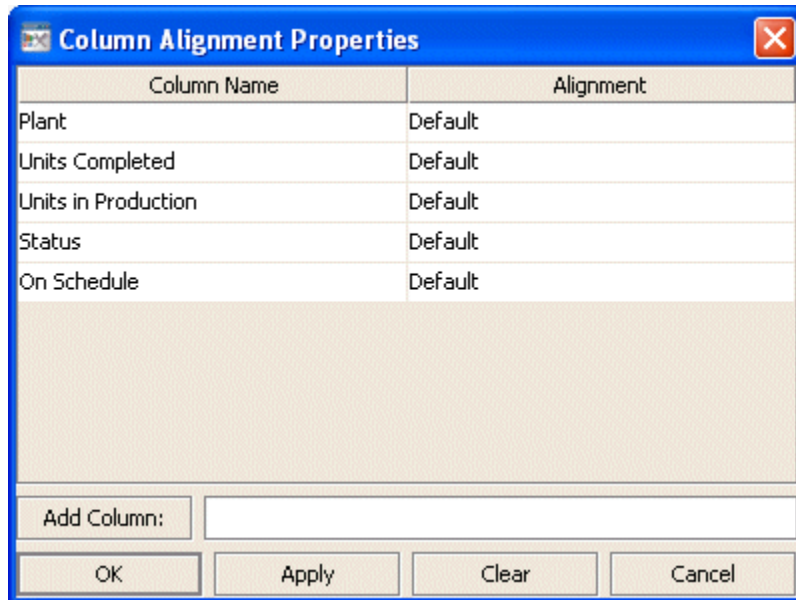 Column Alignment Properties
Column Name Alignment
Plant Default
Units Completed Default
Units in Production Default
Status Default
On Schedule Default
Add Column:
OK Apply Clear Cancel